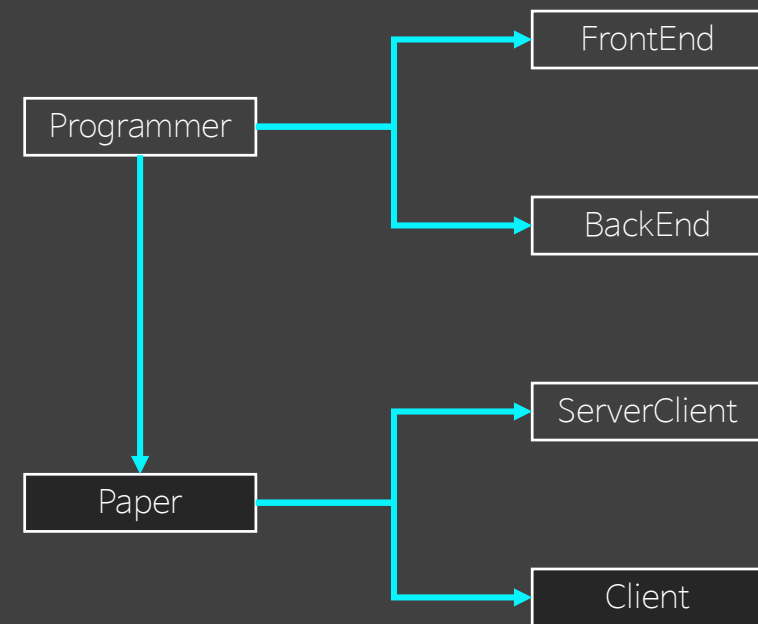 FrontEnd
Programmer
BackEnd
ServerClient
Paper
Client